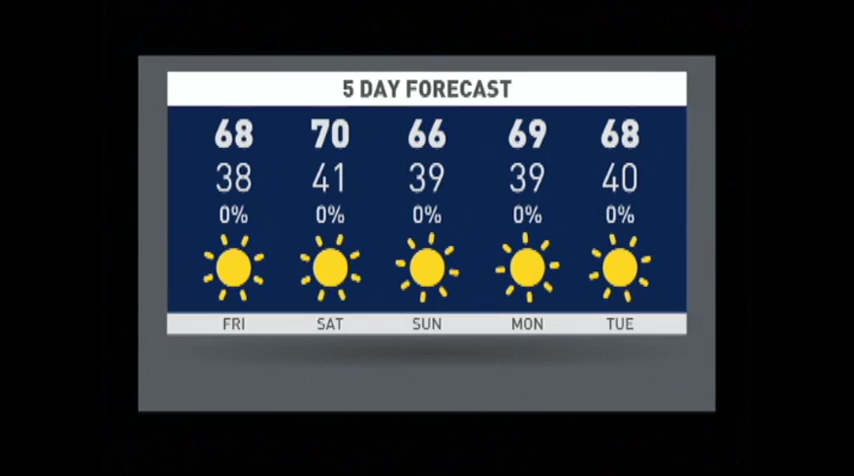 5 DAY FORECAST
68 70 66 69 68
38 41 39 39 40
0% 0% 0% 0% 0%
FRI SAT SUN MON TUE